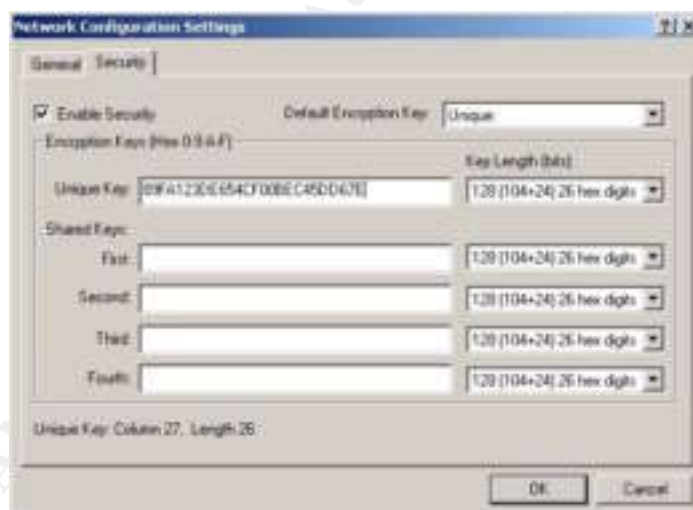 Network Configuration Settings
General Security
Enable Security Default Encryption Key: Unique
Encryption Keys (Hex 0-9 A-F)
Key Length (bits)
Unique Key: 128 (104+24) 26 hex digits
Shared Keys:
First: 128 (104+24) 26 hex digits
Second: 128 (104+24) 26 hex digits
Third: 128 (104+24) 26 hex digits
Fourth: 128 (104+24) 26 hex digits
Unique Key: Column 27, Length 26
OK Cancel